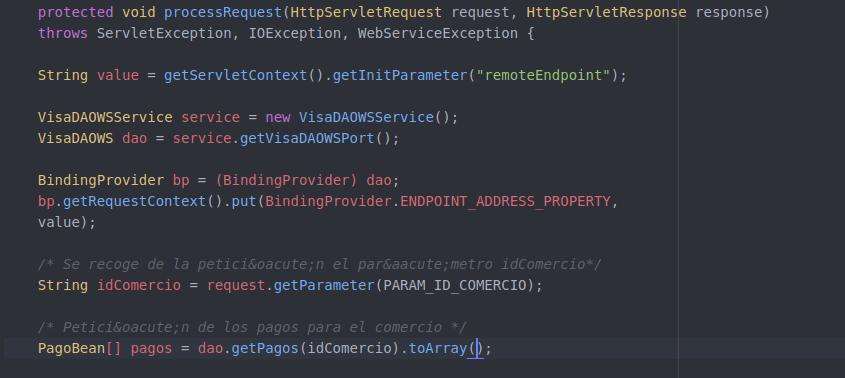 protected void processRequest(HttpServletRequest request, HttpServletResponse response)
throws ServletException, IOException, WebServiceException {
String value = getServletContext().getInitParameter("remoteEndpoint");
VisaDAOWSService service = new VisaDAOWSService();
VisaDAOWS dao = service.getVisaDAOWSPort();
BindingProvider bp = (BindingProvider) dao;
bp.getRequestContext().put(BindingProvider.ENDPOINT_ADDRESS_PROPERTY,
value);
/* Se recoge de la petici&oacute;n el par&aacute;metro idComercio*/
String idComercio = request.getParameter(PARAM_ID_COMERCIO);
/* Petici&oacute;n de los pagos para el comercio */
PagoBean[] pagos = dao.getPagos(idComercio).toArray();